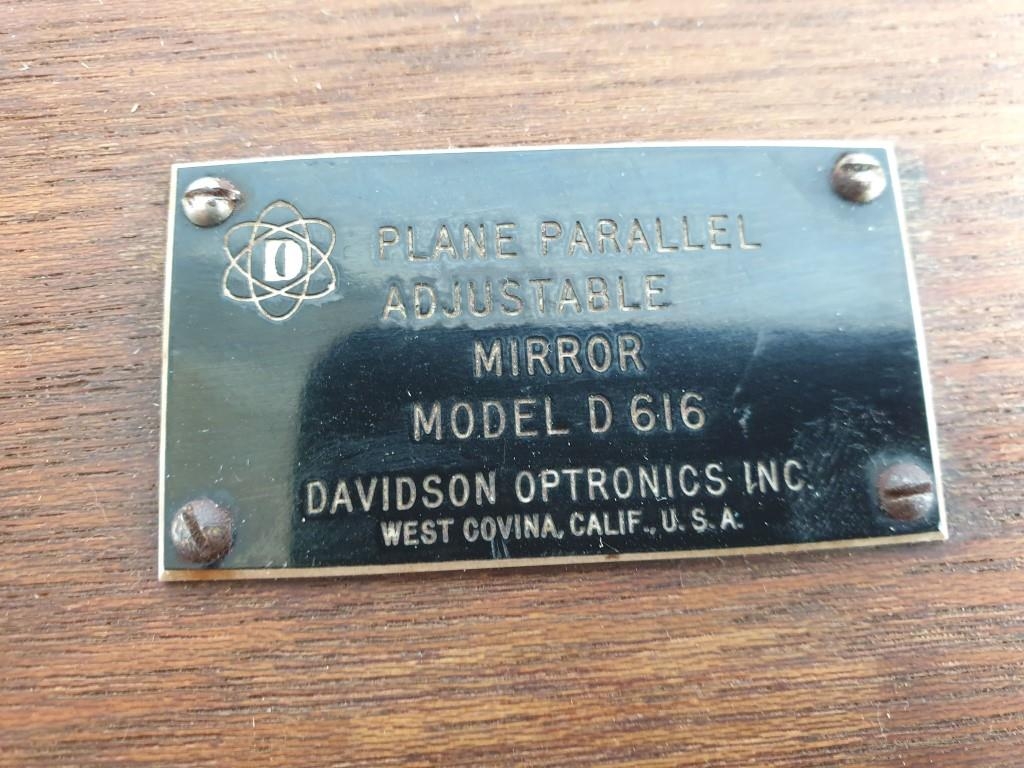 D
PLANE PARALLEL
ADJUSTABLE
MIRROR
MODEL D 616
DAVIDSON OPTRONICS INC.
WEST COVINA, CALIF., U. S. A.